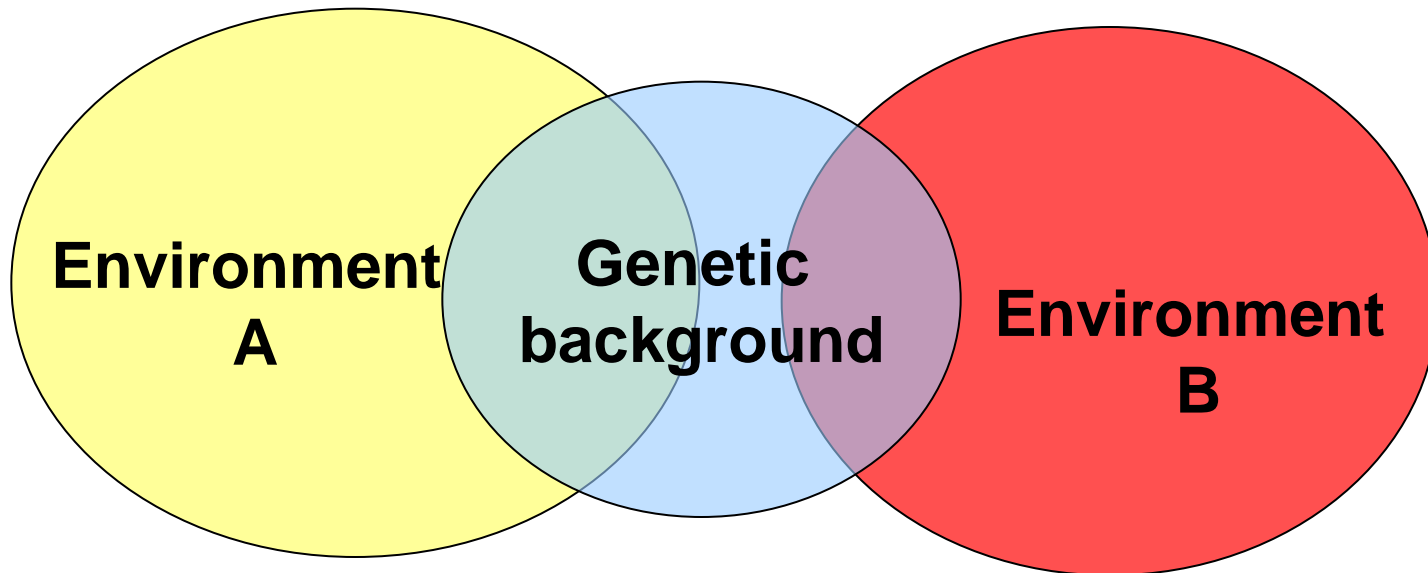 Environment
A
Genetic
background
Environment
B